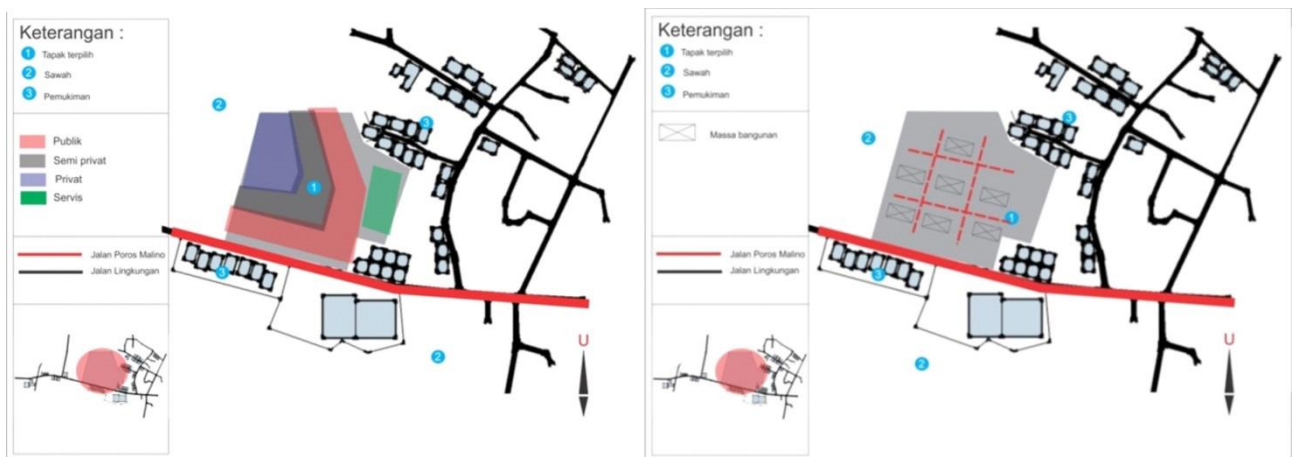 Keterangan :
1 Tapak terpilih
2 Sawah
3 Pemukiman
Publik
Semi privat
Privat
Servis
Jalan Poros Malino
Jalan Lingkungan
2
3
1
3
2
U
Keterangan :
1 Tapak terpilih
2 Sawah
3 Pemukiman
Massa bangunan
Jalan Poros Malino
Jalan Lingkungan
3
2
1
3
2
U